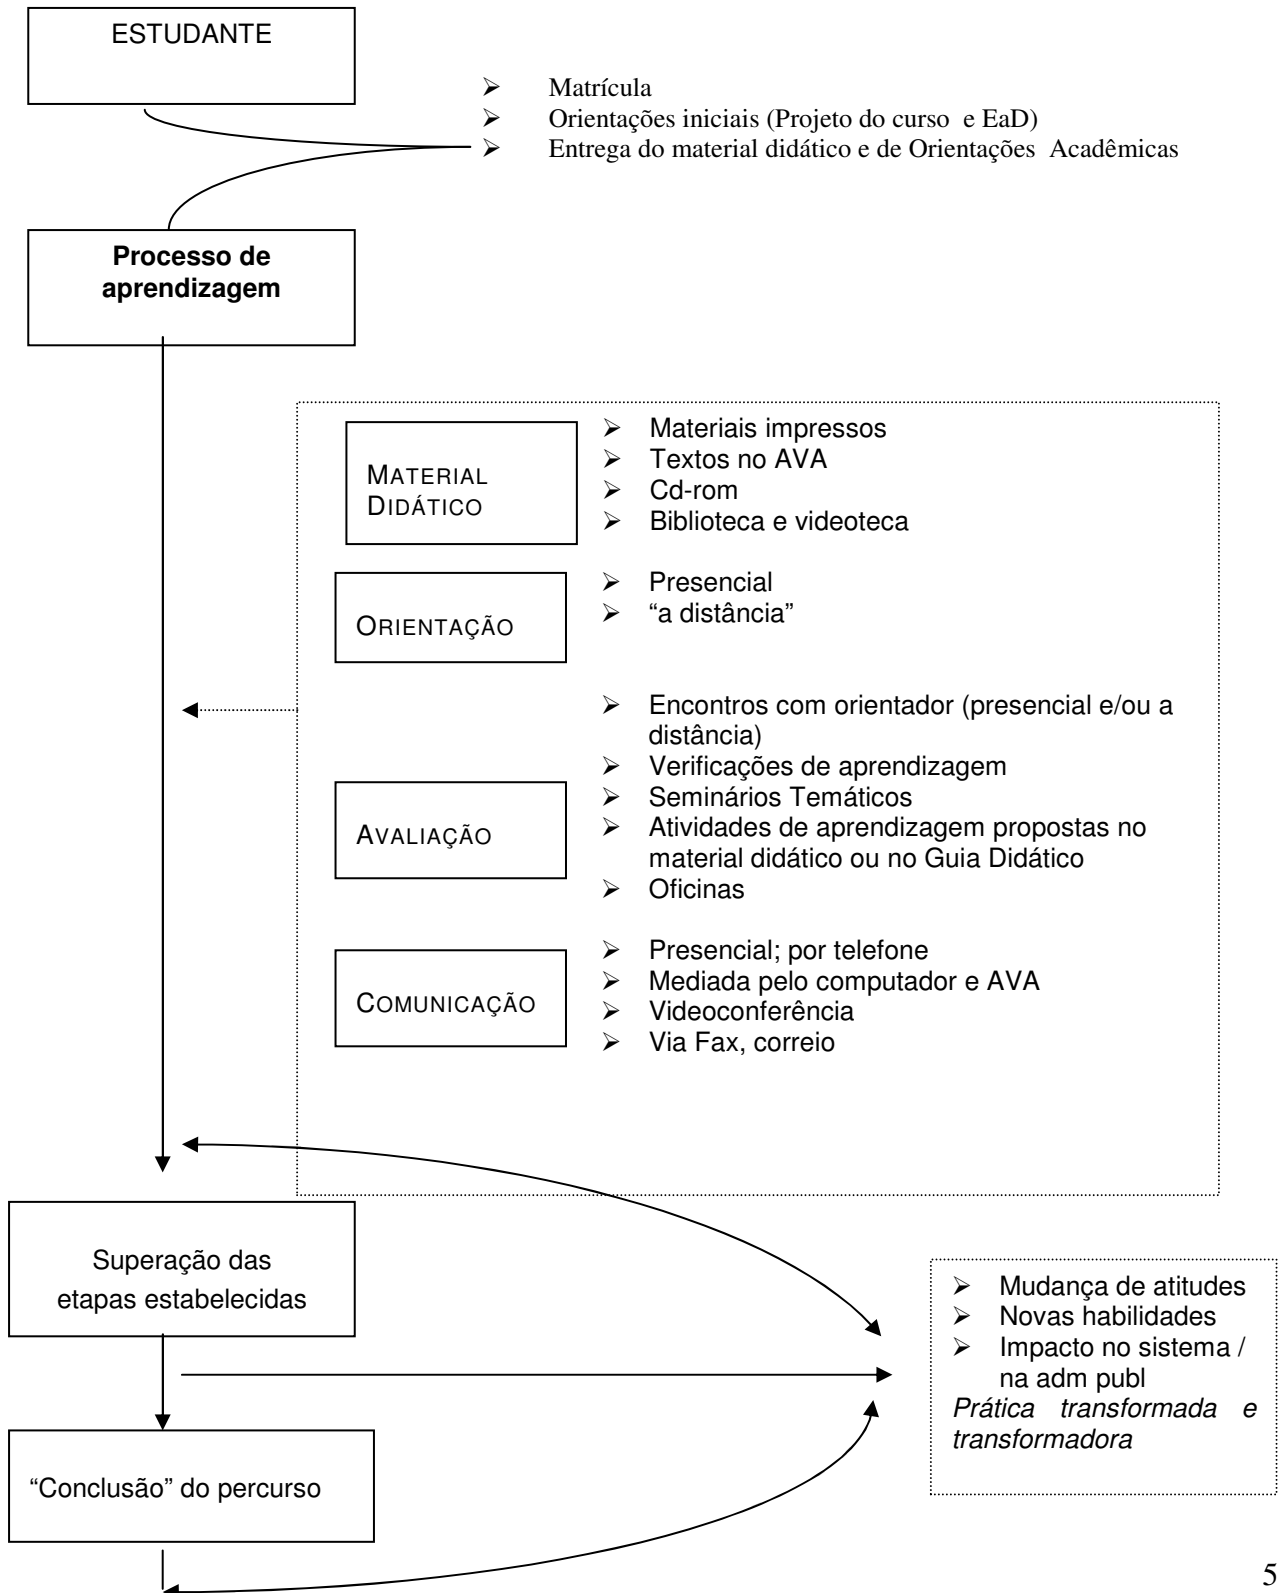 ESTUDANTE
➢ Matrícula
➢ Orientações iniciais (Projeto do curso e EaD)
➢ Entrega do material didático e de Orientações Acadêmicas
Processo de
aprendizagem
MATERIAL
DIDÁTICO
➢ Materiais impressos
➢ Textos no AVA
➢ Cd-rom
➢ Biblioteca e videoteca
ORIENTAÇÃO
➢ Presencial
➢ “a distância”
AVALIAÇÃO
➢ Encontros com orientador (presencial e/ou a
distância)
➢ Verificações de aprendizagem
➢ Seminários Temáticos
➢ Atividades de aprendizagem propostas no
material didático ou no Guia Didático
➢ Oficinas
COMUNICAÇÃO
➢ Presencial; por telefone
➢ Mediada pelo computador e AVA
➢ Videoconferência
➢ Via Fax, correio
Superação das
etapas estabelecidas
➢ Mudança de atitudes
➢ Novas habilidades
➢ Impacto no sistema /
na adm publ
Prática transformada e
transformadora
“Conclusão” do percurso
5